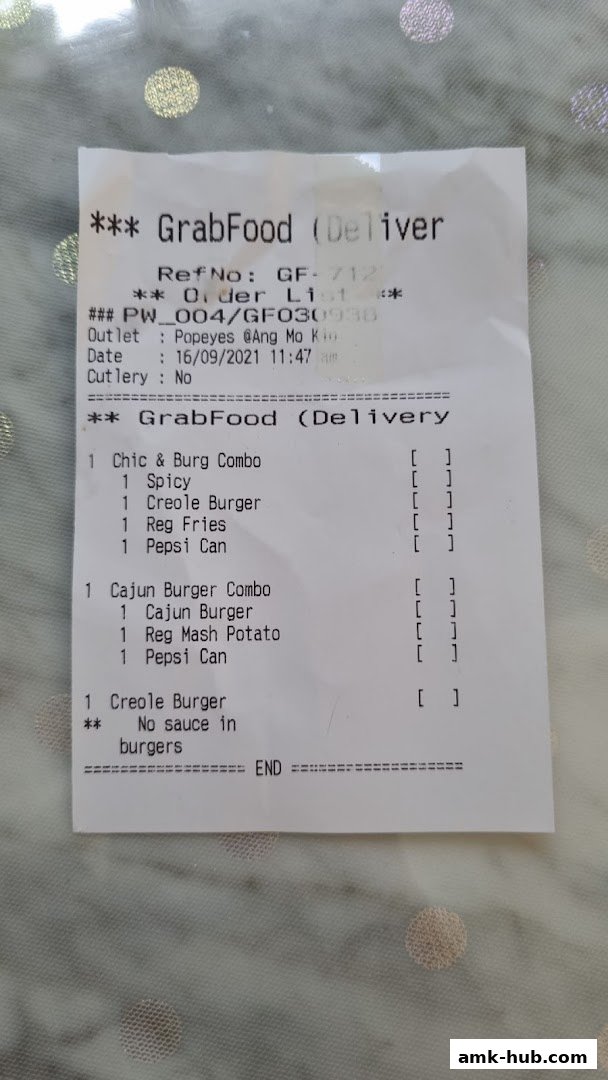 *** GrabFood (Deliver
RefNo: GF-712
** Order List **
### PW_004/GF030938
Outlet : Popeyes @Ang Mo Kio
Date : 16/09/2021 11:47 am
Cutlery : No
========================================
** GrabFood (Delivery
1 Chic & Burg Combo [ ]
1 Spicy [ ]
1 Creole Burger [ ]
1 Reg Fries [ ]
1 Pepsi Can [ ]
1 Cajun Burger Combo [ ]
1 Cajun Burger [ ]
1 Reg Mash Potato [ ]
1 Pepsi Can [ ]
1 Creole Burger [ ]
** No sauce in
burgers
================== END ===================
amk-hub.com